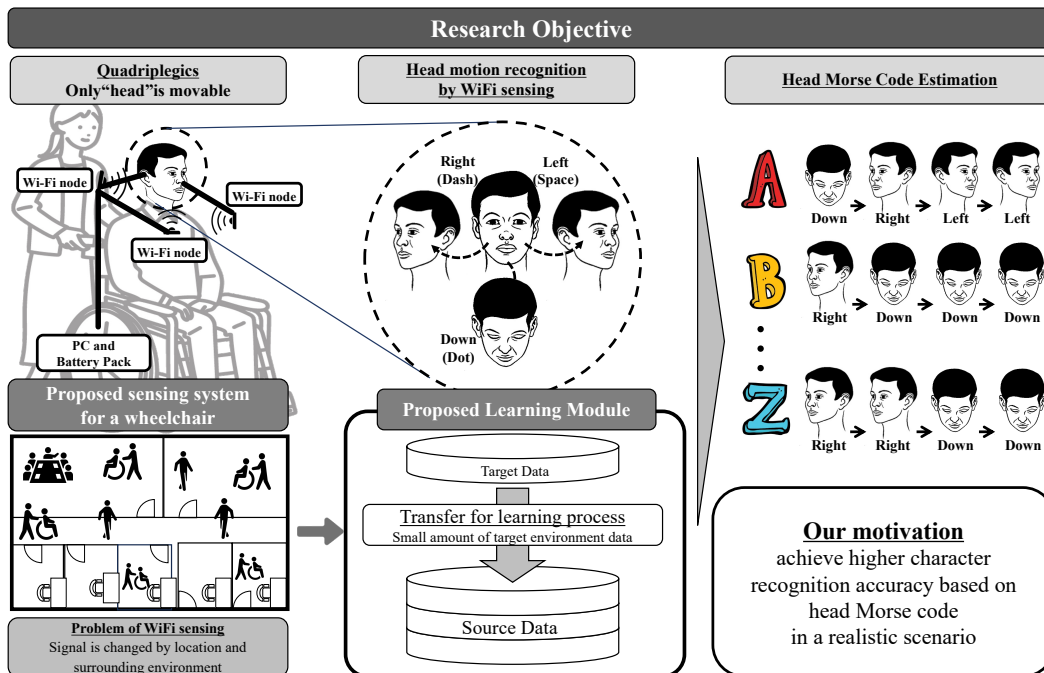 Research Objective
Quadriplegics
Only“head”is movable
Wi-Fi node
Wi-Fi node
Wi-Fi node
PC and
Battery Pack
Proposed sensing system
for a wheelchair
Problem of WiFi sensing
Signal is changed by location and
surrounding environment
Head motion recognition
by WiFi sensing
Right
(Dash)
Left
(Space)
Down
(Dot)
Proposed Learning Module
Target Data
Transfer for learning process
Small amount of target environment data
Source Data
Head Morse Code Estimation
A
Down
Right
Left
Left
B
Right
Down
Down
Down
Z
Right
Right
Down
Down
Our motivation
achieve higher character
recognition accuracy based on
head Morse code
in a realistic scenario